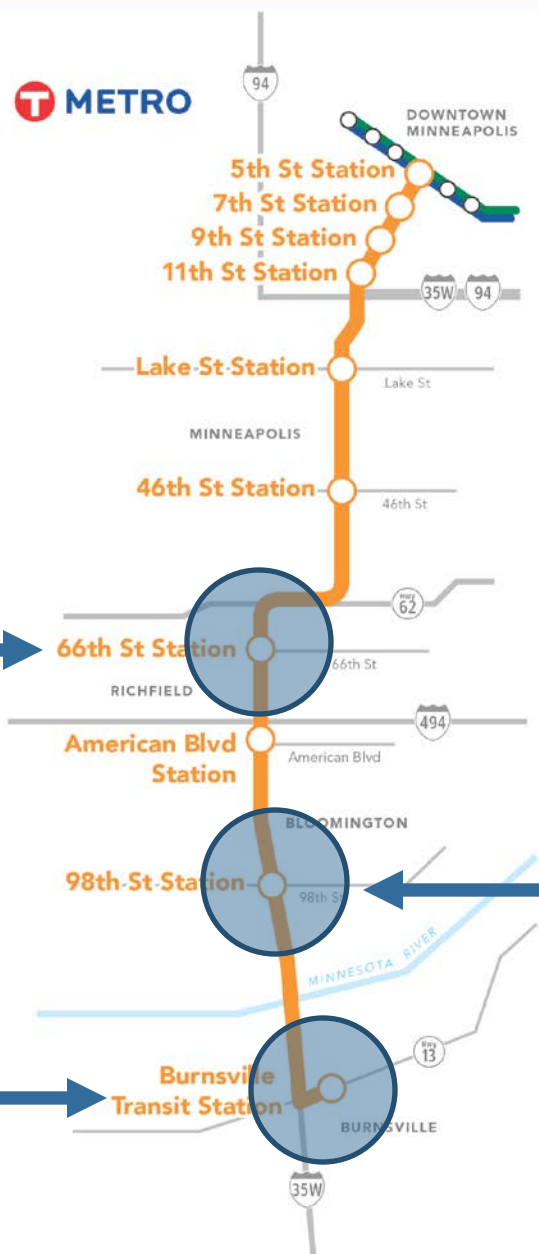 94
T METRO
DOWNTOWN
MINNEAPOLIS
5th St Station
7th St Station
9th St Station
11th St Station
35W 94
Lake St Station
Lake St
MINNEAPOLIS
46th St Station
46th St
Hwy
62
66th St Station
66th St
RICHFIELD
494
American Blvd
Station
American Blvd
BLOOMINGTON
98th St Station
98th St
MINNESOTA RIVER
Hwy
13
Burnsville
Transit Station
BURNSVILLE
35W